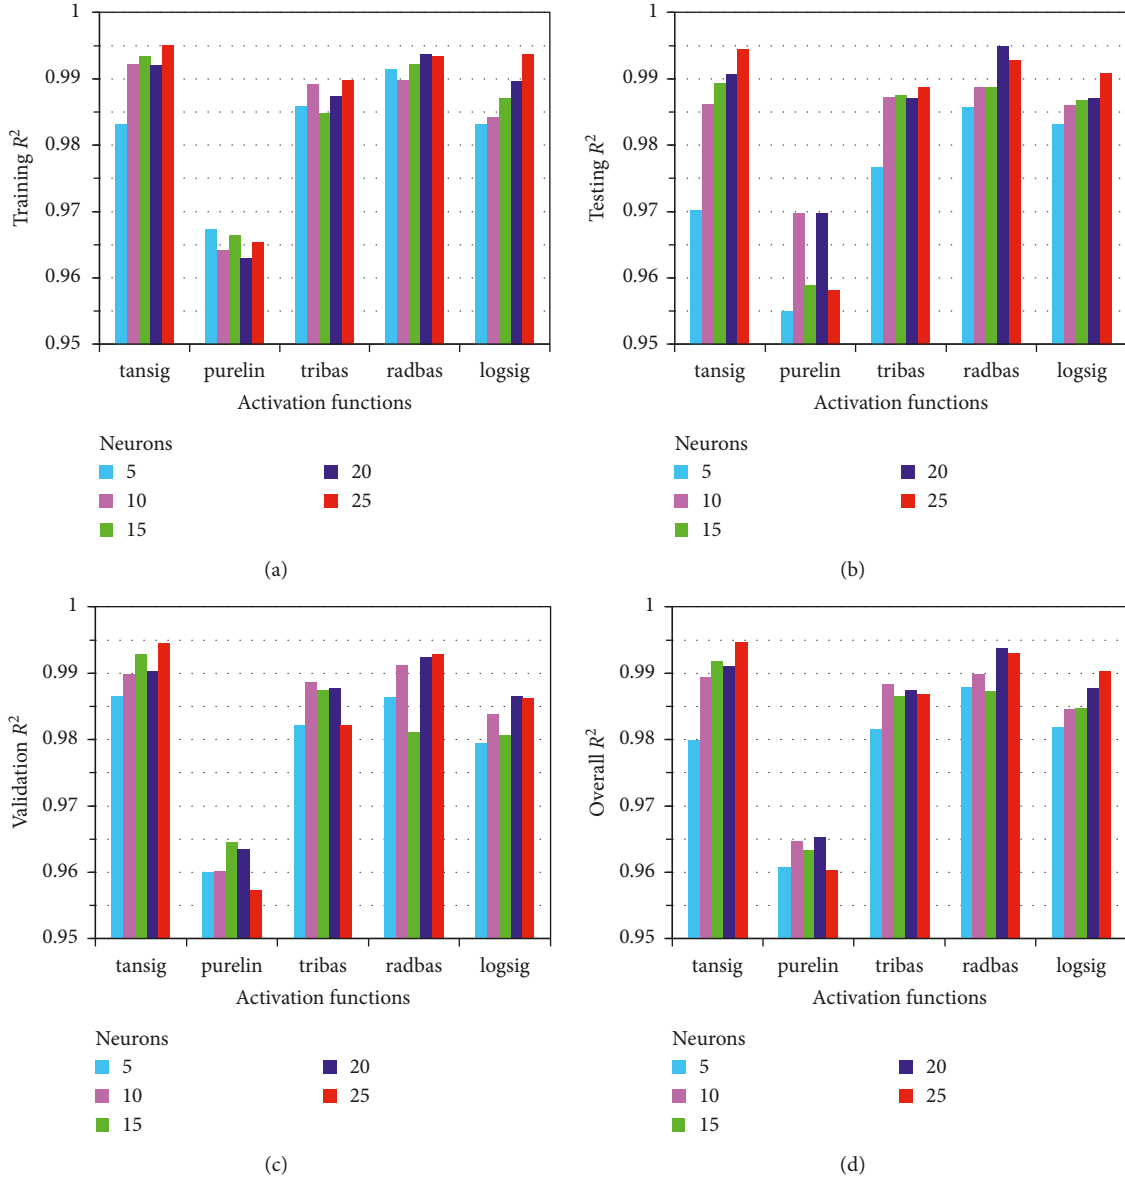 Training R²
1
0.99
0.98
0.97
0.96
0.95
tansig purelin tribas radbas logsig
Activation functions
Neurons
5
10
15
20
25
(a)
Testing R²
1
0.99
0.98
0.97
0.96
0.95
tansig purelin tribas radbas logsig
Activation functions
Neurons
5
10
15
20
25
(b)
Validation R²
1
0.99
0.98
0.97
0.96
0.95
tansig purelin tribas radbas logsig
Activation functions
Neurons
5
10
15
20
25
(c)
Overall R²
1
0.99
0.98
0.97
0.96
0.95
tansig purelin tribas radbas logsig
Activation functions
Neurons
5
10
15
20
25
(d)